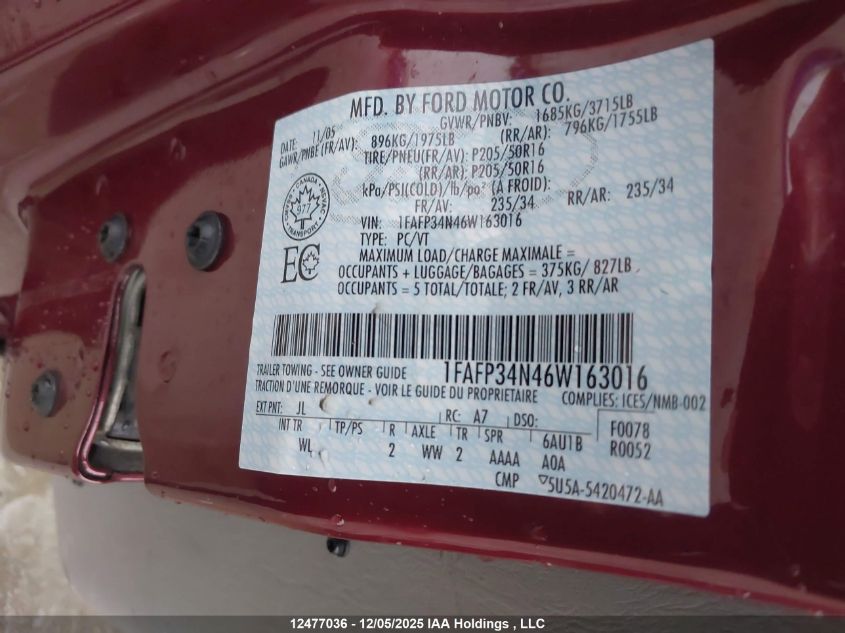 MFD. BY FORD MOTOR CO.
DATE: 11/05 GVWR/PNBV: 1685KG/3715LB
GAWR/PNBE (FR/AV): 896KG/1975LB (RR/AR): 796KG/1755LB
TIRE/PNEU(FR/AV): P205/50R16
(RR/AR): P205/50R16
kPa/PSI(COLD)/lb/po² (À FROID):
FR/AV: 235/34 RR/AR: 235/34
VIN: 1FAFP34N46W163016
TYPE: PC/VT
MAXIMUM LOAD/CHARGE MAXIMALE =
OCCUPANTS + LUGGAGE/BAGAGES = 375KG/ 827LB
OCCUPANTS = 5 TOTAL/TOTALE; 2 FR/AV, 3 RR/AR
CANADA
977
TRANSPORT
EC
TRAILER TOWING - SEE OWNER GUIDE 1FAFP34N46W163016
TRACTION D'UNE REMORQUE - VOIR LE GUIDE DU PROPRIETAIRE COMPLIES: ICES/NMB-002
EXT PNT: JL RC: A7 DSO: F0078
INT TR TP/PS R AXLE TR SPR 6AU1B R0052
WL 2 WW 2 AAAA A0A
CMP ▽5U5A-5420472-AA
12477036 - 12/05/2025 IAA Holdings , LLC